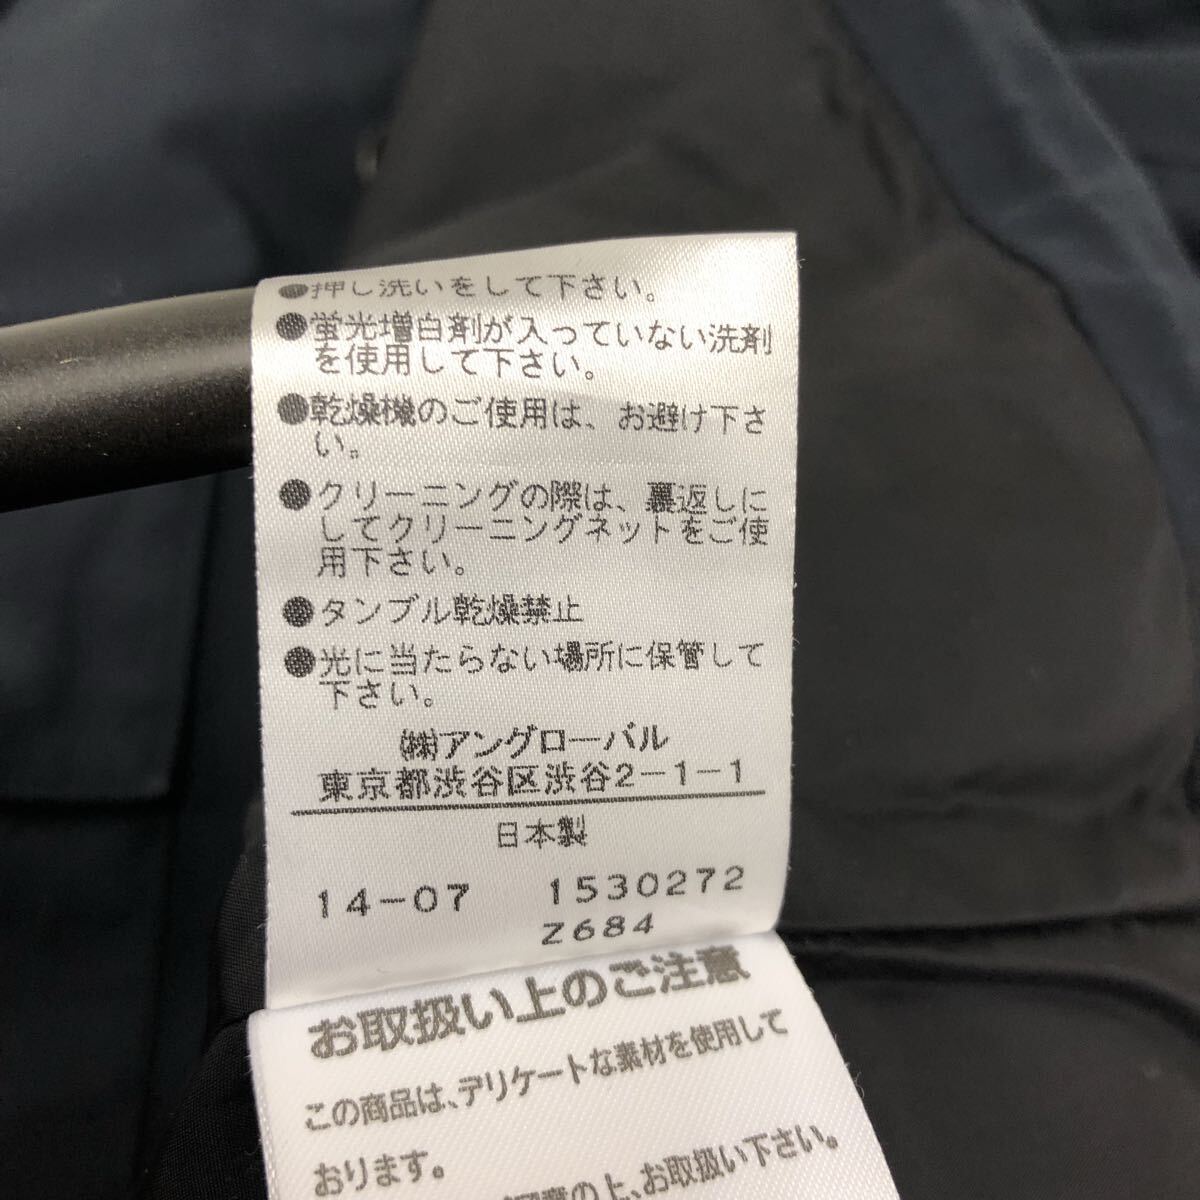 ●押し洗いをして下さい。
●蛍光増白剤が入っていない洗剤
を使用して下さい。
●乾燥機のご使用は、お避け下さ
い。
●クリーニングの際は、裏返しに
してクリーニングネットをご使
用下さい。
●タンブル乾燥禁止
●光に当たらない場所に保管して
下さい。
㈱アングローバル
東京都渋谷区渋谷2-1-1
日本製
14-07 1530272
Z684
お取扱い上のご注意
この商品は、デリケートな素材を使用して
おります。
の上、お取扱い下さい。